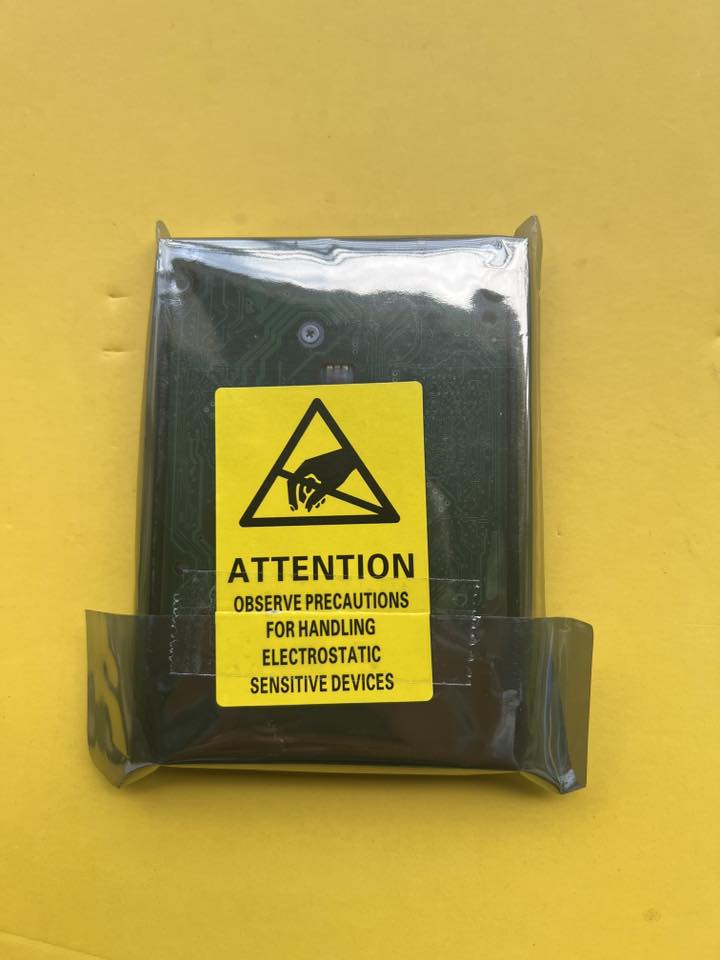 ATTENTION
OBSERVE PRECAUTIONS
FOR HANDLING
ELECTROSTATIC
SENSITIVE DEVICES